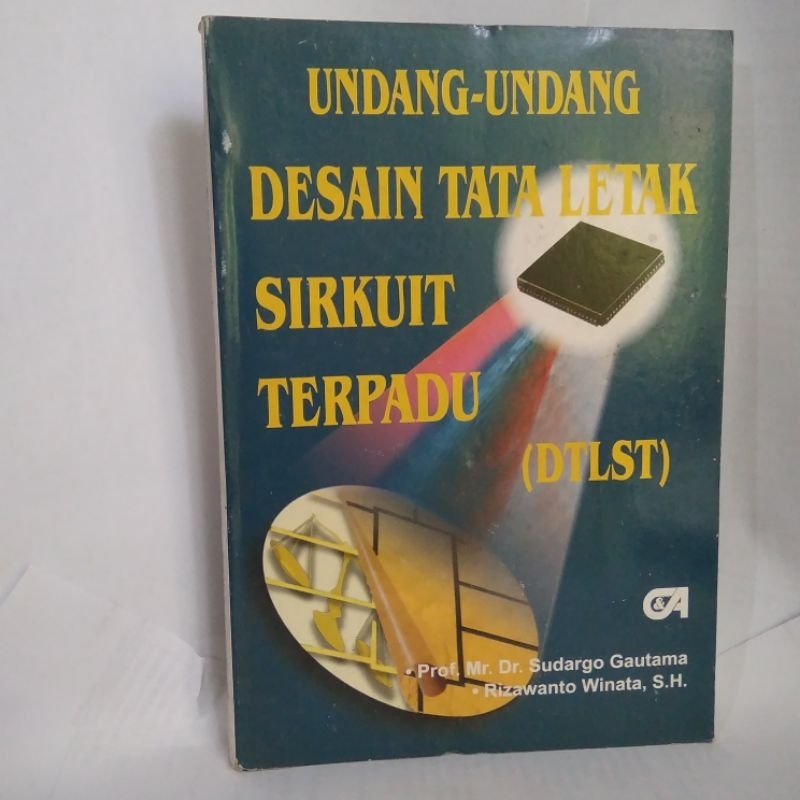 UNDANG-UNDANG
DESAIN TATA LETAK
SIRKUIT
TERPADU
(DTLST)
C&A
• Prof. Mr. Dr. Sudargo Gautama
• Rizawanto Winata, S.H.